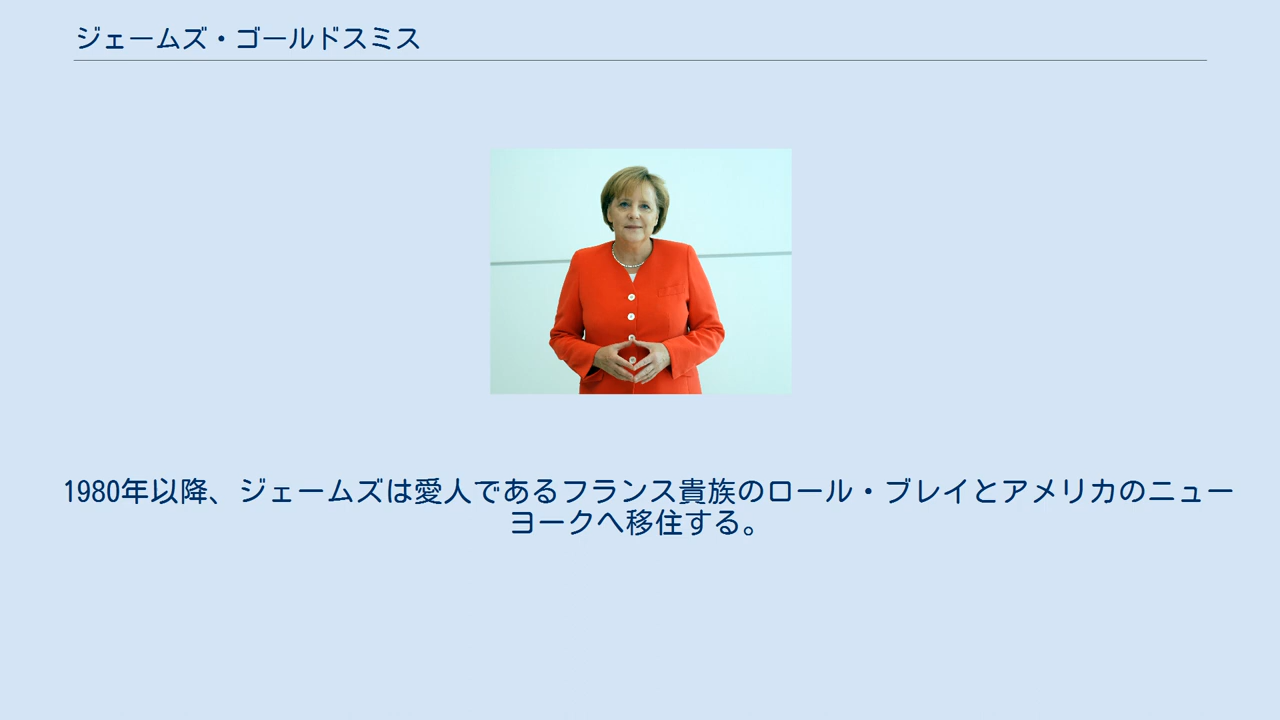 ジェームズ・ゴールドスミス
1980年以降、ジェームズは愛人であるフランス貴族のロール・ブレイとアメリカのニュー
ヨークへ移住する。